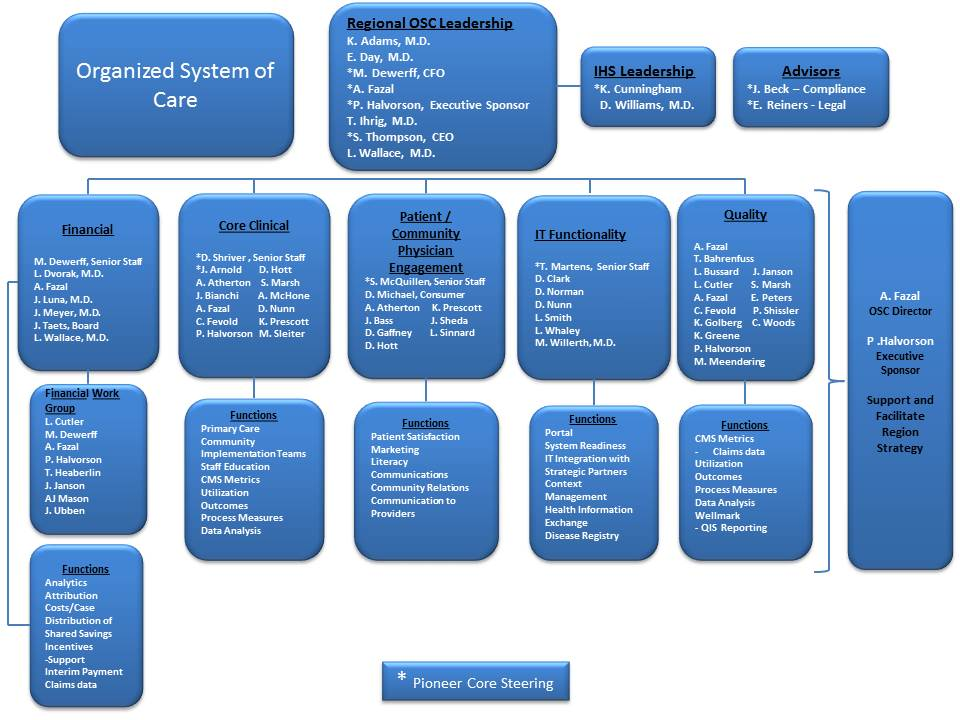 Organized System of
Care
Regional OSC Leadership
K. Adams, M.D.
E. Day, M.D.
*M. Dewerff, CFO
*A. Fazal
*P. Halvorson, Executive Sponsor
T. Ihrig, M.D.
*S. Thompson, CEO
L. Wallace, M.D.
IHS Leadership
*K. Cunningham
D. Williams, M.D.
Advisors
*J. Beck – Compliance
*E. Reiners - Legal
Financial
M. Dewerff, Senior Staff
L. Dvorak, M.D.
A. Fazal
J. Luna, M.D.
J. Meyer, M.D.
J. Taets, Board
L. Wallace, M.D.
Core Clinical
*D. Shriver , Senior Staff
*J. Arnold D. Hott
A. Atherton S. Marsh
J. Bianchi A. McHone
A. Fazal D. Nunn
C. Fevold K. Prescott
P. Halvorson M. Sleiter
Patient /
Community
Physician
Engagement
*S. McQuillen, Senior Staff
D. Michael, Consumer
A. Atherton K. Prescott
J. Bass J. Sheda
D. Gaffney L. Sinnard
D. Hott
IT Functionality
*T. Martens, Senior Staff
D. Clark
D. Norman
D. Nunn
L. Smith
L. Whaley
M. Willerth, M.D.
Quality
A. Fazal
T. Bahrenfuss
L. Bussard J. Janson
L. Cutler S. Marsh
A. Fazal E. Peters
C. Fevold P. Shissler
K. Golberg C. Woods
K. Greene
P. Halvorson
M. Meendering
A. Fazal
OSC Director
P .Halvorson
Executive
Sponsor
Support and
Facilitate
Region
Strategy
Financial Work
Group
L. Cutler
M. Dewerff
A. Fazal
P. Halvorson
T. Heaberlin
J. Janson
AJ Mason
J. Ubben
Functions
Primary Care
Community
Implementation Teams
Staff Education
CMS Metrics
Utilization
Outcomes
Process Measures
Data Analysis
Functions
Patient Satisfaction
Marketing
Literacy
Communications
Community Relations
Communication to
Providers
Functions
Portal
System Readiness
IT Integration with
Strategic Partners
Context
Management
Health Information
Exchange
Disease Registry
Functions
CMS Metrics
- Claims data
Utilization
Outcomes
Process Measures
Data Analysis
Wellmark
- QIS Reporting
Functions
Analytics
Attribution
Costs/Case
Distribution of
Shared Savings
Incentives
-Support
Interim Payment
Claims data
* Pioneer Core Steering